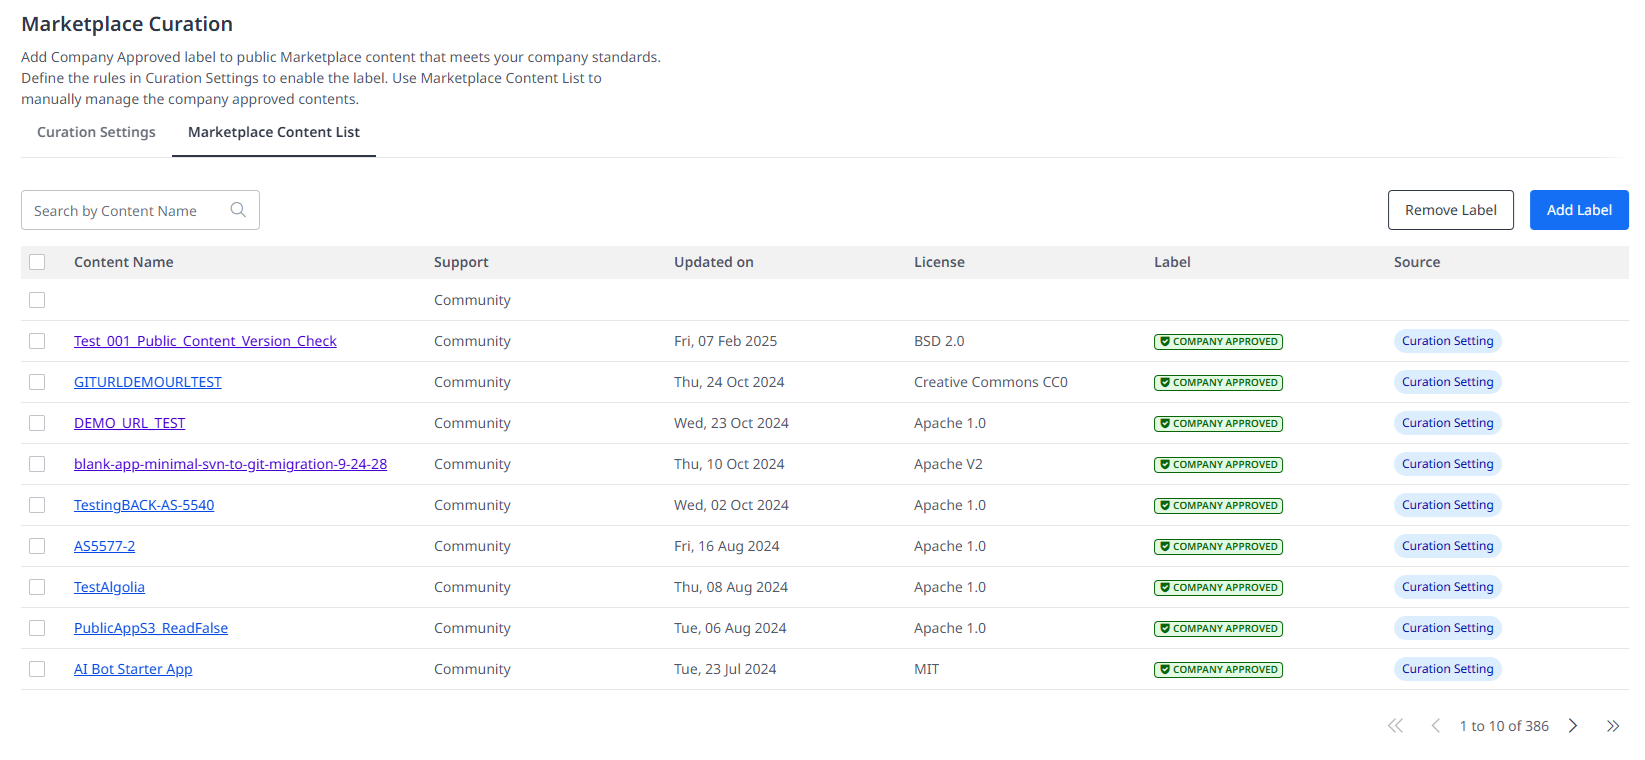 Marketplace Curation
Add Company Approved label to public Marketplace content that meets your company standards.
Define the rules in Curation Settings to enable the label. Use Marketplace Content List to
manually manage the company approved contents.
Curation Settings Marketplace Content List
Search by Content Name Remove Label Add Label
Content Name Support Updated on License Label Source
Community
Test_001_Public_Content_Version_Check Community Fri, 07 Feb 2025 BSD 2.0 COMPANY APPROVED Curation Setting
GITURLDEMOURLTEST Community Thu, 24 Oct 2024 Creative Commons CC0 COMPANY APPROVED Curation Setting
DEMO_URL_TEST Community Wed, 23 Oct 2024 Apache 1.0 COMPANY APPROVED Curation Setting
blank-app-minimal-svn-to-git-migration-9-24-28 Community Thu, 10 Oct 2024 Apache V2 COMPANY APPROVED Curation Setting
TestingBACK-AS-5540 Community Wed, 02 Oct 2024 Apache 1.0 COMPANY APPROVED Curation Setting
AS5577-2 Community Fri, 16 Aug 2024 Apache 1.0 COMPANY APPROVED Curation Setting
TestAlgolia Community Thu, 08 Aug 2024 Apache 1.0 COMPANY APPROVED Curation Setting
PublicAppS3_ReadFalse Community Tue, 06 Aug 2024 Apache 1.0 COMPANY APPROVED Curation Setting
AI Bot Starter App Community Tue, 23 Jul 2024 MIT COMPANY APPROVED Curation Setting
1 to 10 of 386